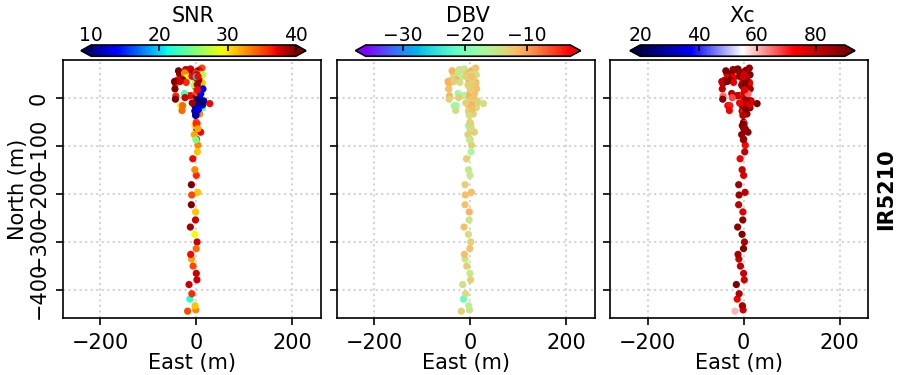 SNR DBV Xc
10 20 30 40 −30 −20 −10 20 40 60 80
North (m)
0
−100
−200
−300
−400
−200 0 200 −200 0 200 −200 0 200
East (m) East (m) East (m)
IR5210